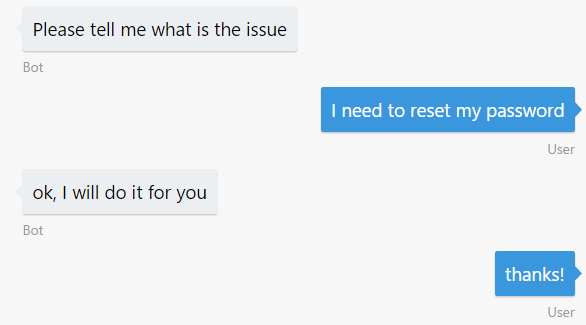 Please tell me what is the issue
Bot
I need to reset my password
User
ok, I will do it for you
Bot
thanks!
User